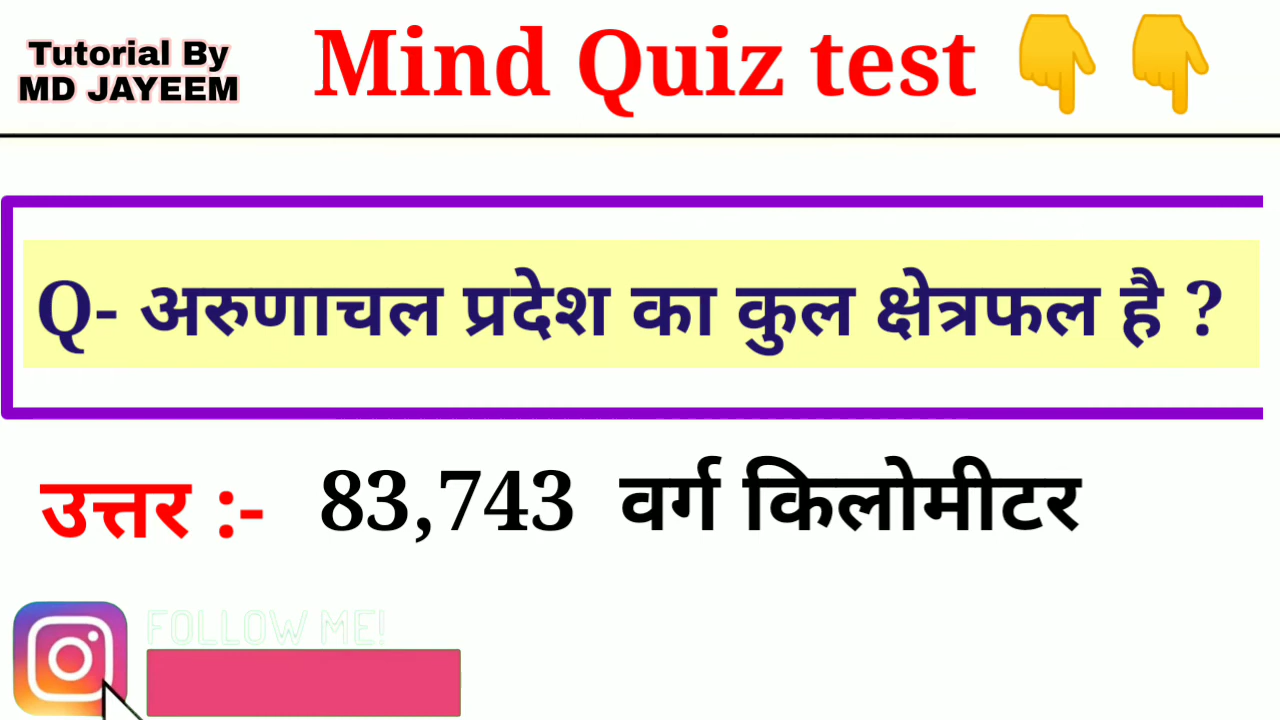 Tutorial By
MD JAYEEM
Mind Quiz test 👇 👇
Q- अरुणाचल प्रदेश का कुल क्षेत्रफल है ?
उत्तर :- 83,743 वर्ग किलोमीटर
FOLLOW ME!